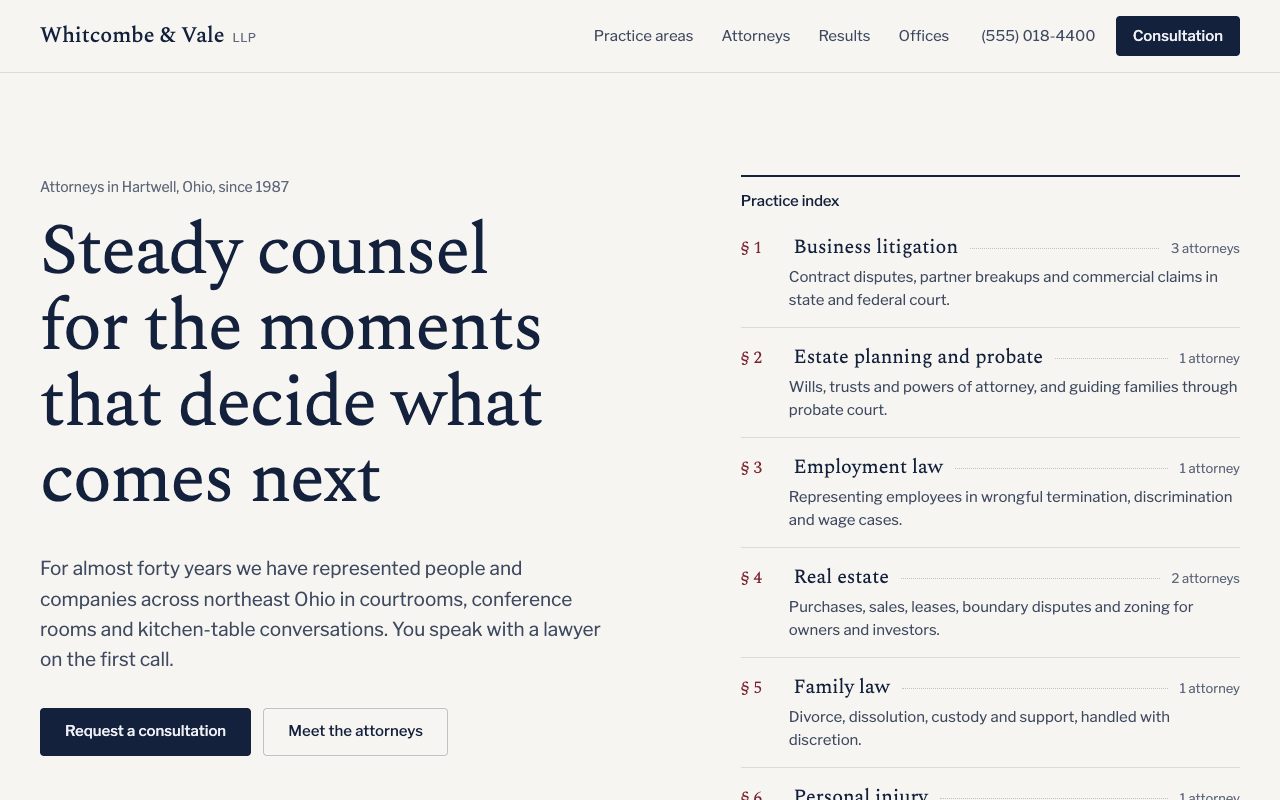 Whitcombe & Vale LLP
Practice areas
Attorneys
Results
Offices
(555) 018-4400
Consultation
Attorneys in Hartwell, Ohio, since 1987
Steady counsel
for the moments
that decide what
comes next
For almost forty years we have represented people and
companies across northeast Ohio in courtrooms, conference
rooms and kitchen-table conversations. You speak with a lawyer
on the first call.
Request a consultation
Meet the attorneys
Practice index
§ 1 Business litigation 3 attorneys
Contract disputes, partner breakups and commercial claims in
state and federal court.
§ 2 Estate planning and probate 1 attorney
Wills, trusts and powers of attorney, and guiding families through
probate court.
§ 3 Employment law 1 attorney
Representing employees in wrongful termination, discrimination
and wage cases.
§ 4 Real estate 2 attorneys
Purchases, sales, leases, boundary disputes and zoning for
owners and investors.
§ 5 Family law 1 attorney
Divorce, dissolution, custody and support, handled with
discretion.
§ 6 Personal injury 1 attorney